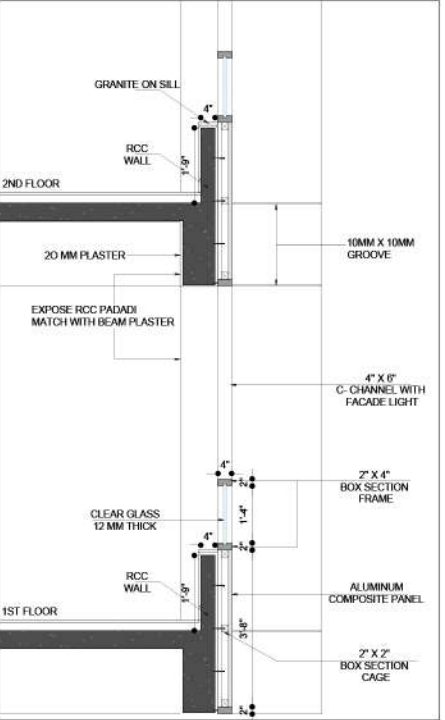 GRANITE ON SILL
4"
RCC
WALL
1'-9"
2ND FLOOR
20 MM PLASTER
10MM X 10MM
GROOVE
EXPOSE RCC PADADI
MATCH WITH BEAM PLASTER
4" X 6"
C- CHANNEL WITH
FACADE LIGHT
4"
2"
2" X 4"
BOX SECTION
FRAME
1'-4"
CLEAR GLASS
12 MM THICK
4"
2"
RCC
WALL
1'-9"
ALUMINUM
COMPOSITE PANEL
1ST FLOOR
3'-8"
2" X 2"
BOX SECTION
CAGE
2"